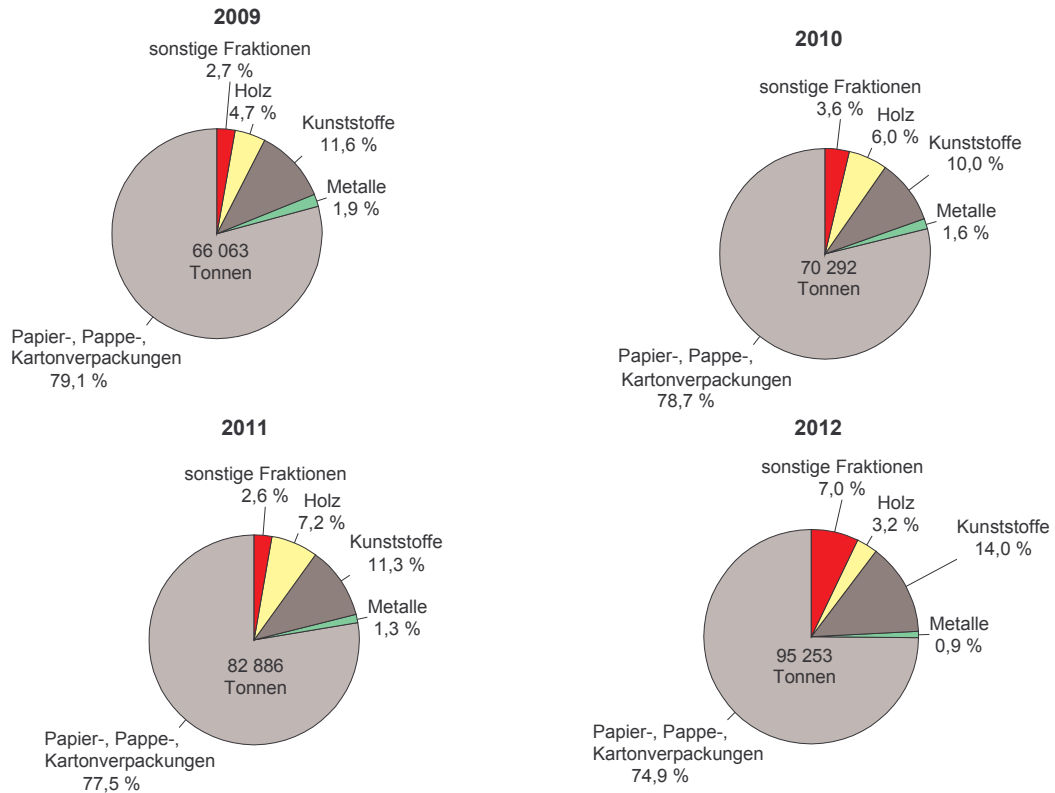 2009
sonstige Fraktionen
2,7 %
Holz
4,7 %
Kunststoffe
11,6 %
Metalle
1,9 %
66 063
Tonnen
Papier-, Pappe-,
Kartonverpackungen
79,1 %
2010
sonstige Fraktionen
3,6 %
Holz
6,0 %
Kunststoffe
10,0 %
Metalle
1,6 %
70 292
Tonnen
Papier-, Pappe-,
Kartonverpackungen
78,7 %
2011
sonstige Fraktionen
2,6 %
Holz
7,2 %
Kunststoffe
11,3 %
Metalle
1,3 %
82 886
Tonnen
Papier-, Pappe-,
Kartonverpackungen
77,5 %
2012
sonstige Fraktionen
7,0 %
Holz
3,2 %
Kunststoffe
14,0 %
Metalle
0,9 %
95 253
Tonnen
Papier-, Pappe-,
Kartonverpackungen
74,9 %